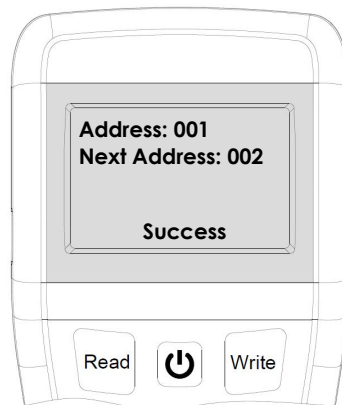 Address: 001
Next Address: 002
Success
Read
Write